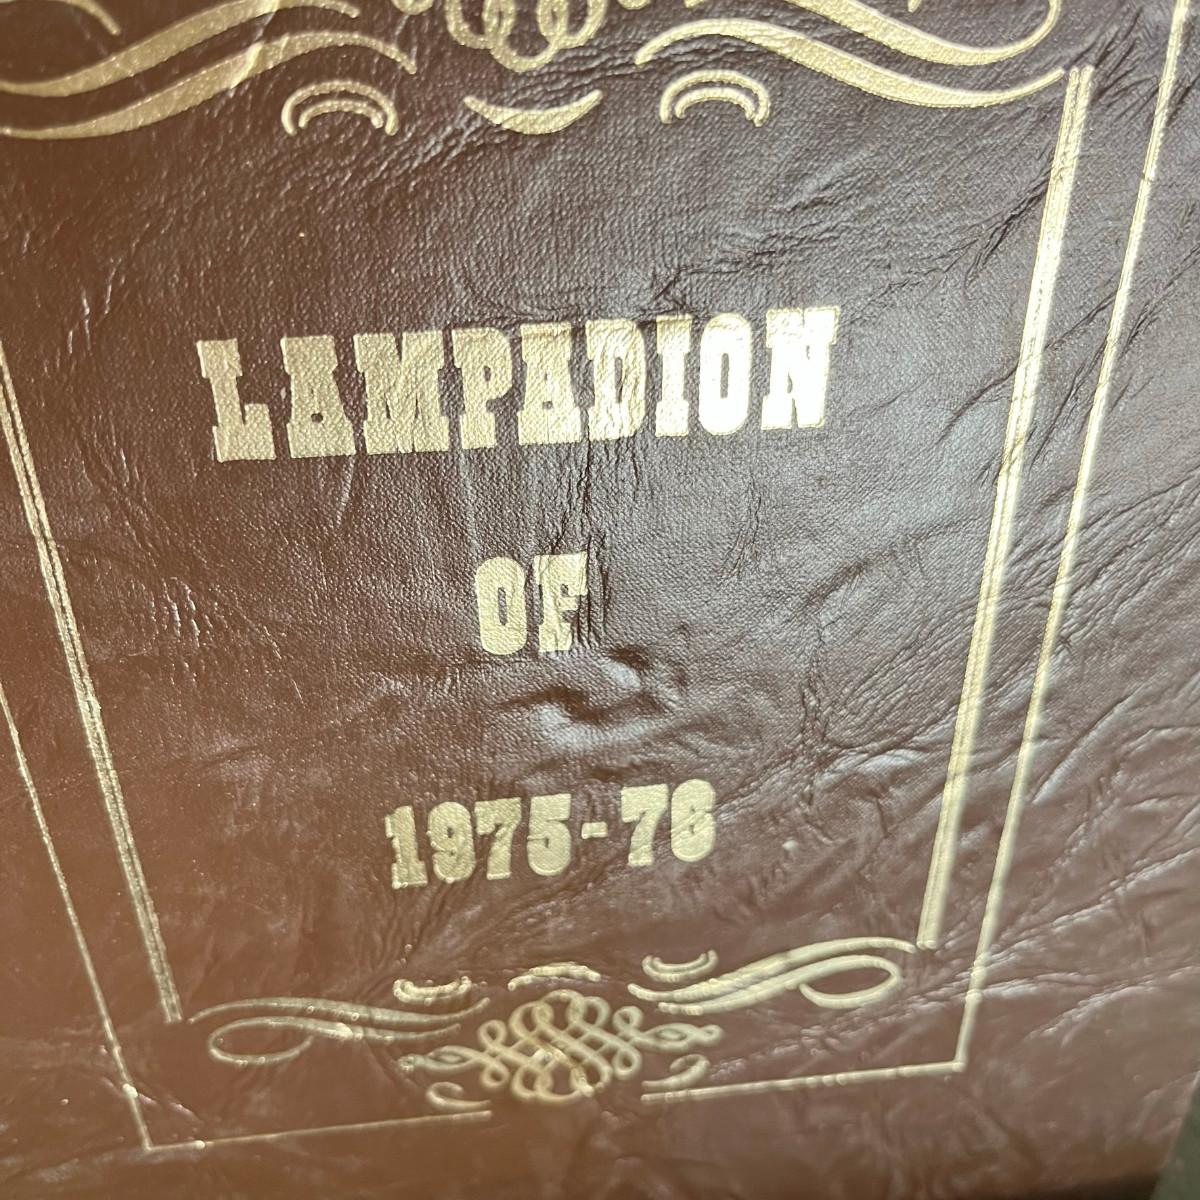 LAMPADION
OF
1975-76